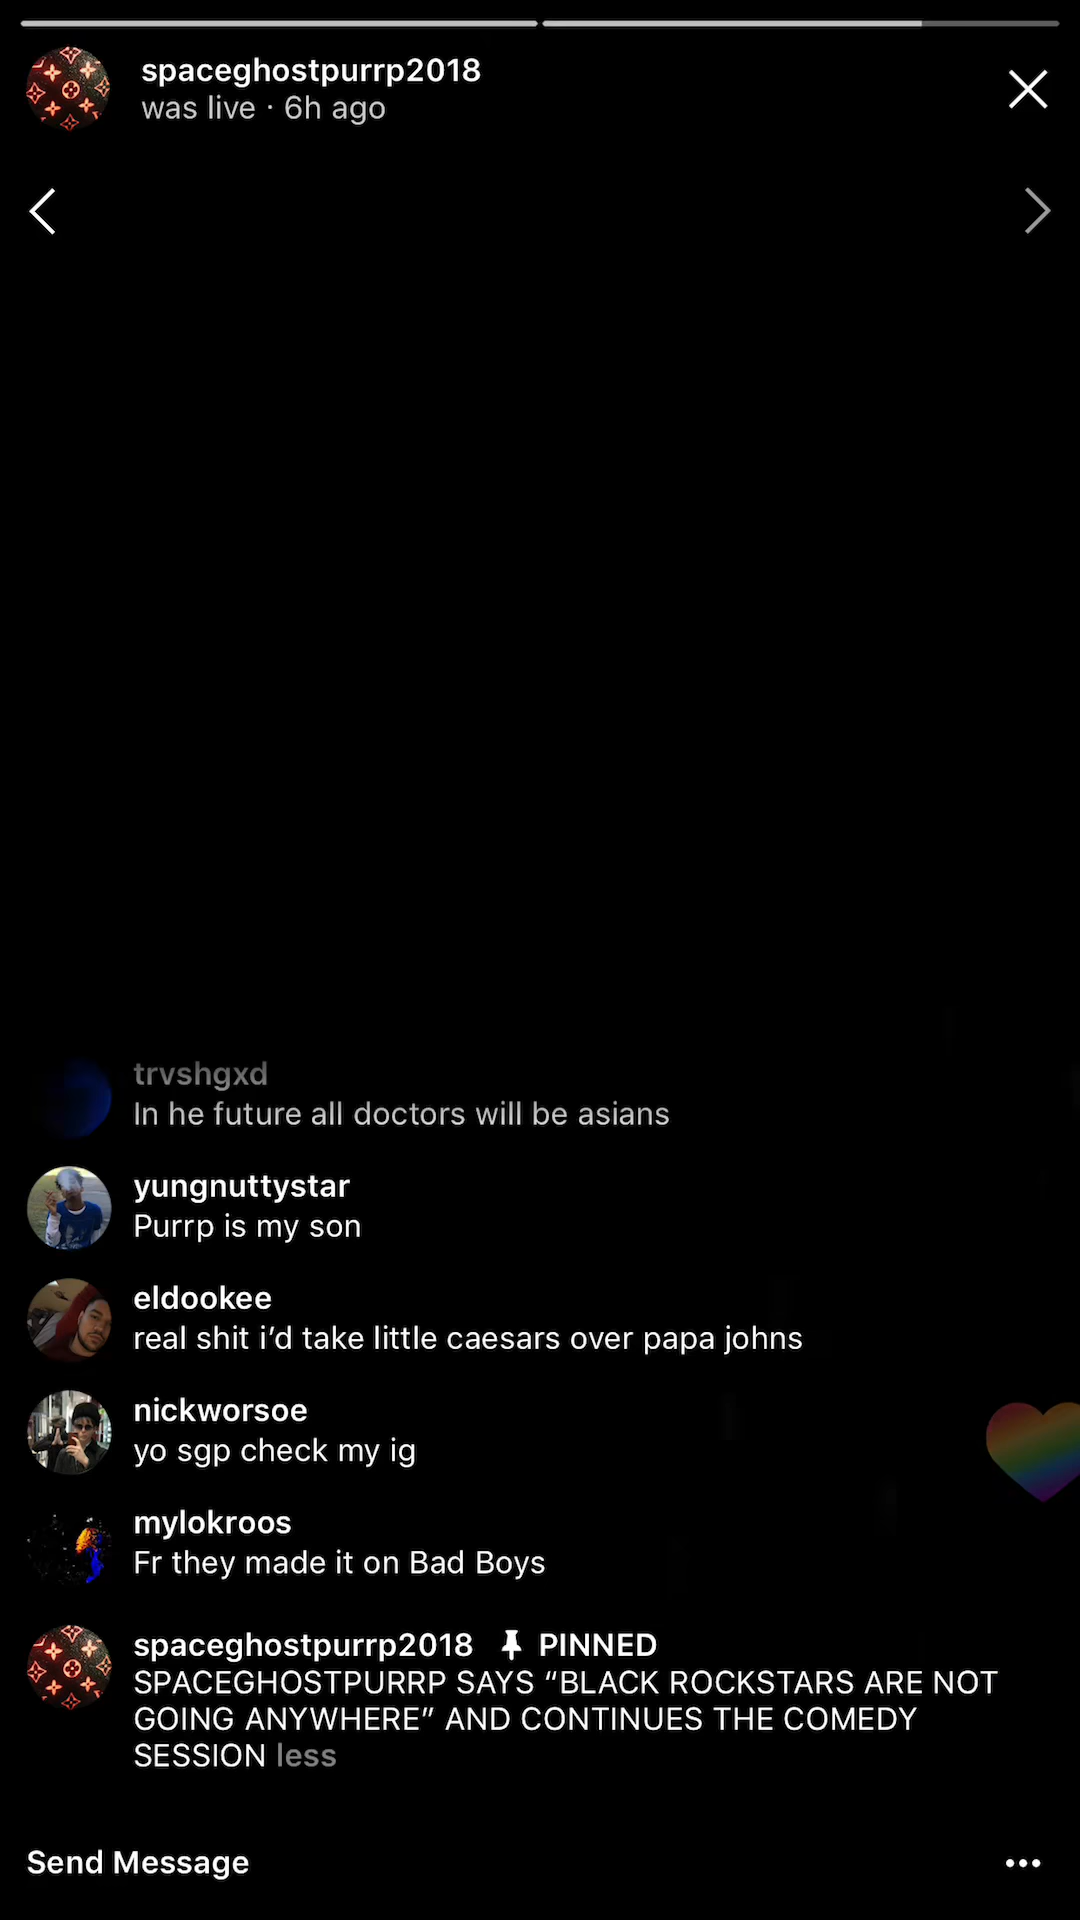 spaceghostpurrp2018
was live · 6h ago
trvshgxd
In he future all doctors will be asians
yungnuttystar
Purrp is my son
eldookee
real shit i’d take little caesars over papa johns
nickworsoe
yo sgp check my ig
mylokroos
Fr they made it on Bad Boys
spaceghostpurrp2018 PINNED
SPACEGHOSTPURRP SAYS “BLACK ROCKSTARS ARE NOT
GOING ANYWHERE” AND CONTINUES THE COMEDY
SESSION less
Send Message